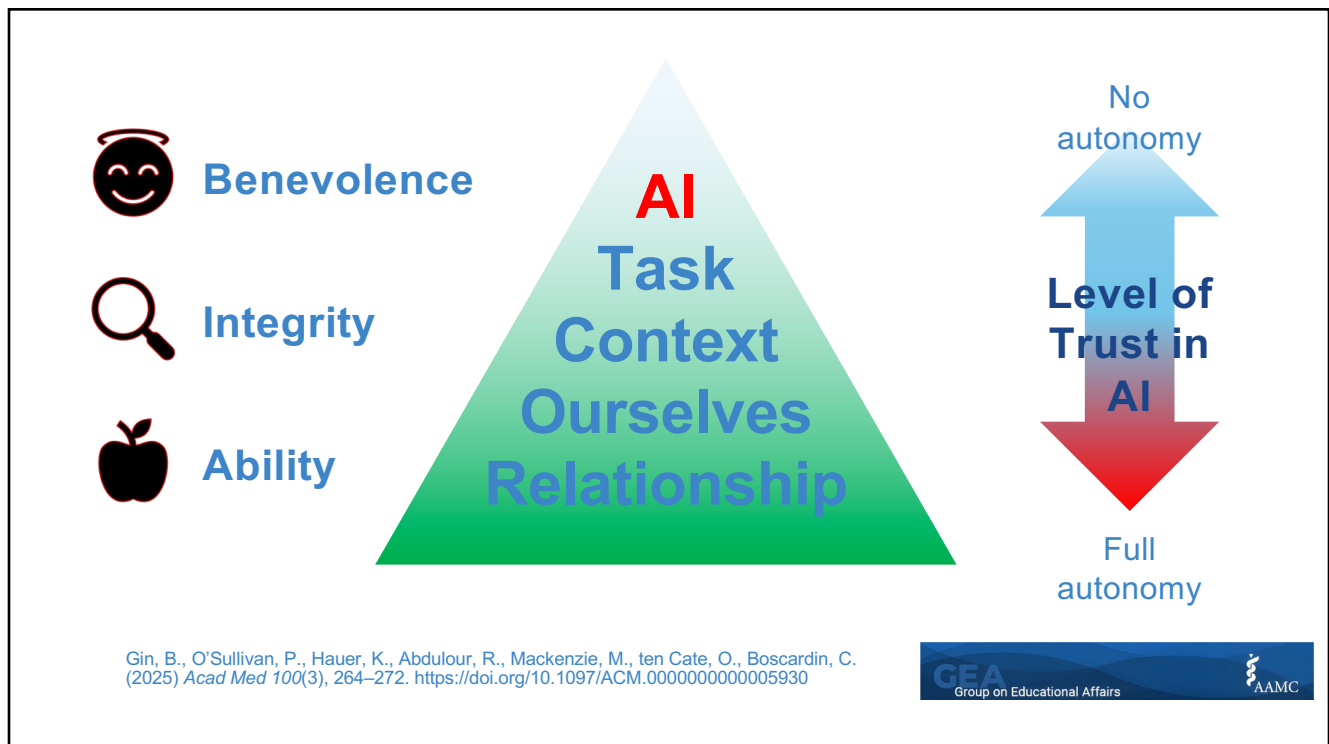 Benevolence
Integrity
Ability
AI
Task
Context
Ourselves
Relationship
No
autonomy
Level of
Trust in
AI
Full
autonomy
Gin, B., O'Sullivan, P., Hauer, K., Abdulour, R., Mackenzie, M., ten Cate, O., Boscardin, C.
(2025) Acad Med 100(3), 264–272. https://doi.org/10.1097/ACM.0000000000005930
GEA
Group on Educational Affairs
AAMC